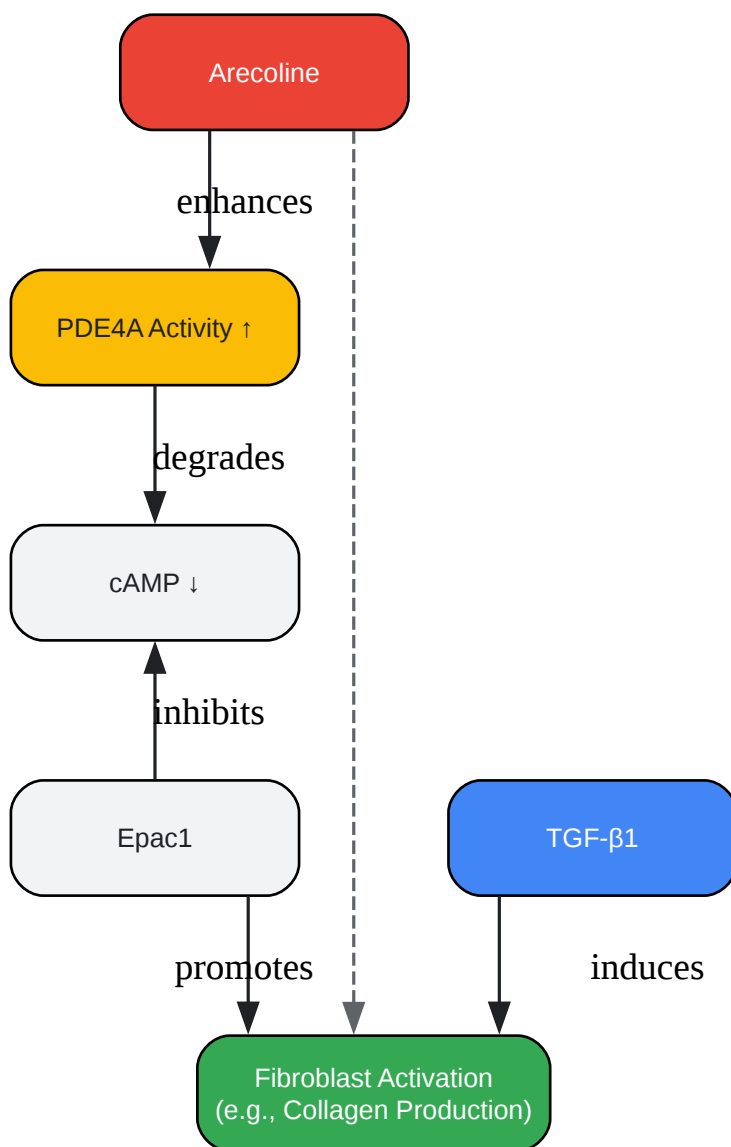 Arecoline
enhances
PDE4A Activity ↑
degrades
cAMP ↓
inhibits
Epac1
TGF-β1
promotes
induces
Fibroblast Activation
(e.g., Collagen Production)